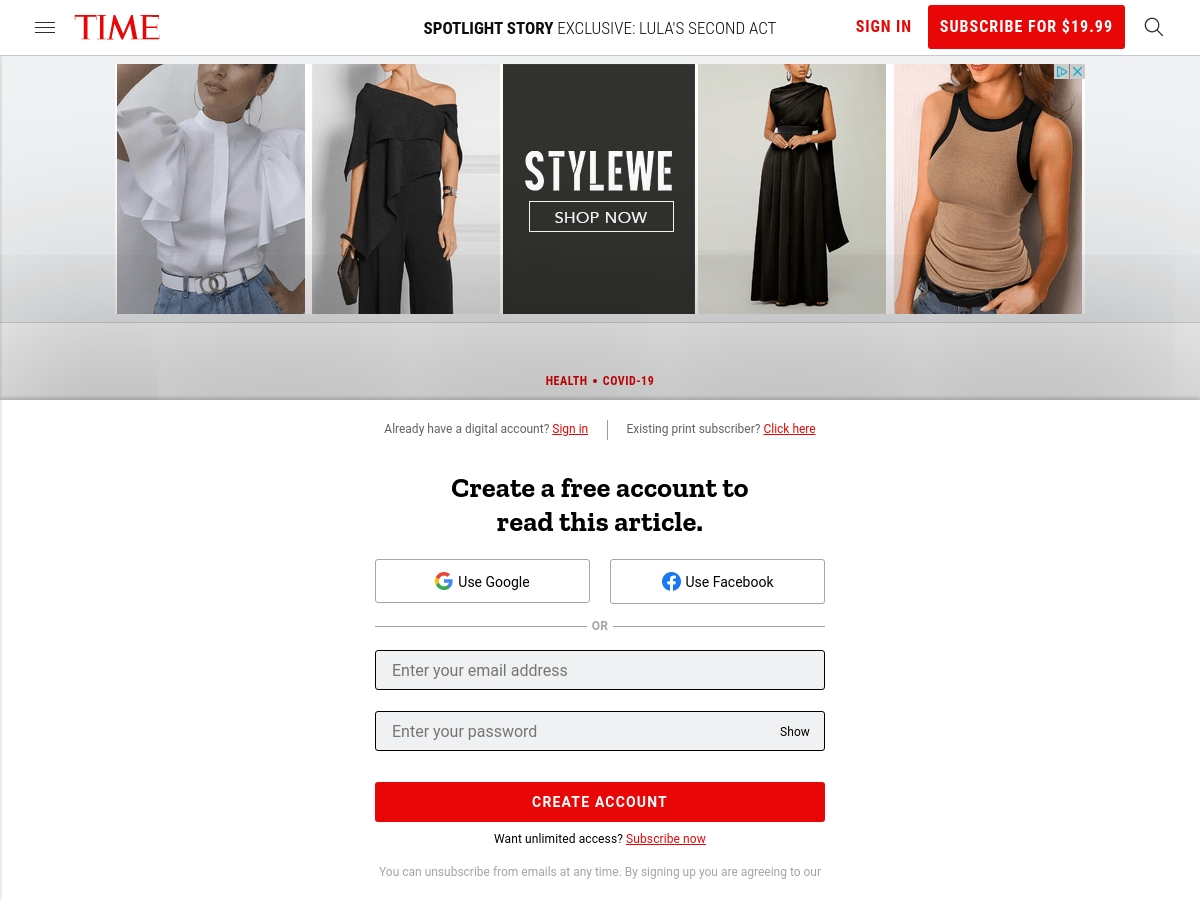 TIME
SPOTLIGHT STORY EXCLUSIVE: LULA'S SECOND ACT
SIGN IN
SUBSCRIBE FOR $19.99
STYLEWE
SHOP NOW
HEALTH • COVID-19
Already have a digital account? Sign in
Existing print subscriber? Click here
Create a free account to
read this article.
Use Google
Use Facebook
OR
Enter your email address
Enter your password
Show
CREATE ACCOUNT
Want unlimited access? Subscribe now
You can unsubscribe from emails at any time. By signing up you are agreeing to our